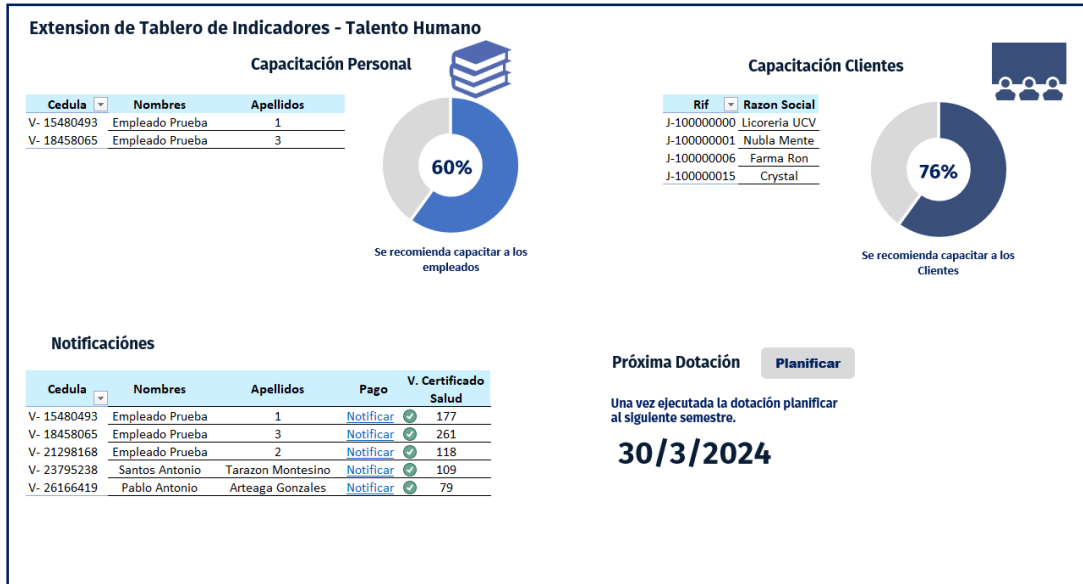 Extension de Tablero de Indicadores - Talento Humano
Capacitación Personal
Cedula Nombres Apellidos
V- 15480493 Empleado Prueba 1
V- 18458065 Empleado Prueba 3
60%
Se recomienda capacitar a los
empleados
Capacitación Clientes
Rif Razon Social
J-100000000 Licoreria UCV
J-100000001 Nubla Mente
J-100000006 Farma Ron
J-100000015 Crystal
76%
Se recomienda capacitar a los
Clientes
Notificaciónes
Cedula Nombres Apellidos Pago V. Certificado
Salud
V- 15480493 Empleado Prueba 1 Notificar 177
V- 18458065 Empleado Prueba 3 Notificar 261
V- 21298168 Empleado Prueba 2 Notificar 118
V- 23795238 Santos Antonio Tarazon Montesino Notificar 109
V- 26166419 Pablo Antonio Arteaga Gonzales Notificar 79
Próxima Dotación Planificar
Una vez ejecutada la dotación planificar
al siguiente semestre.
30/3/2024